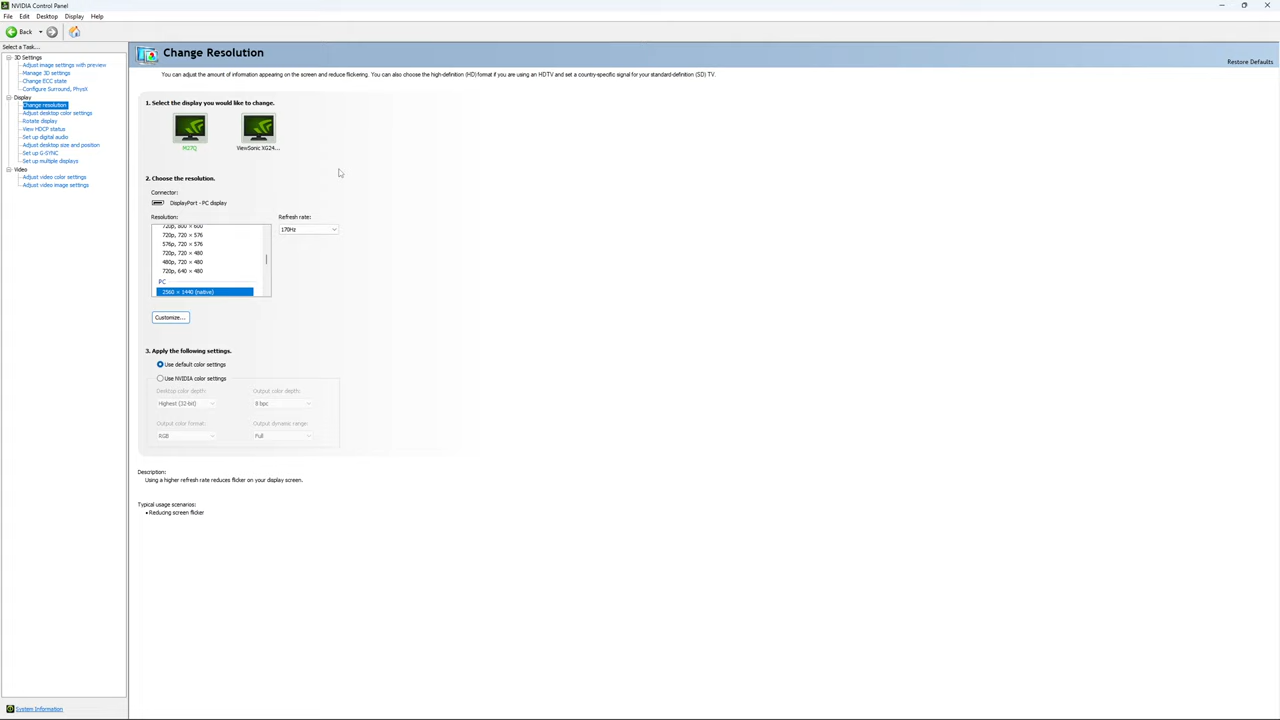 NVIDIA Control Panel
File Edit Desktop Display Help
Back
Select a Task...
3D Settings
Adjust image settings with preview
Manage 3D settings
Change ECC state
Configure Surround, PhysX
Display
Change resolution
Adjust desktop color settings
Rotate display
View HDCP status
Set up digital audio
Adjust desktop size and position
Set up G-SYNC
Set up multiple displays
Video
Adjust video color settings
Adjust video image settings
System Information
Change Resolution
Restore Defaults
You can adjust the amount of information appearing on the screen and reduce flickering. You can also choose the high-definition (HD) format if you are using an HDTV and set a country-specific signal for your standard-definition (SD) TV.
1. Select the display you would like to change.
M27Q ViewSonic XG24...
2. Choose the resolution.
Connector:
DisplayPort - PC display
Resolution:
Refresh rate:
170Hz
720p, 800 × 600
720p, 720 × 576
576p, 720 × 576
720p, 720 × 480
480p, 720 × 480
720p, 640 × 480
PC
2560 × 1440 (native)
Customize...
3. Apply the following settings.
Use default color settings
Use NVIDIA color settings
Desktop color depth: Output color depth:
Highest (32-bit) 8 bpc
Output color format: Output dynamic range:
RGB Full
Description:
Using a higher refresh rate reduces flicker on your display screen.
Typical usage scenarios:
• Reducing screen flicker